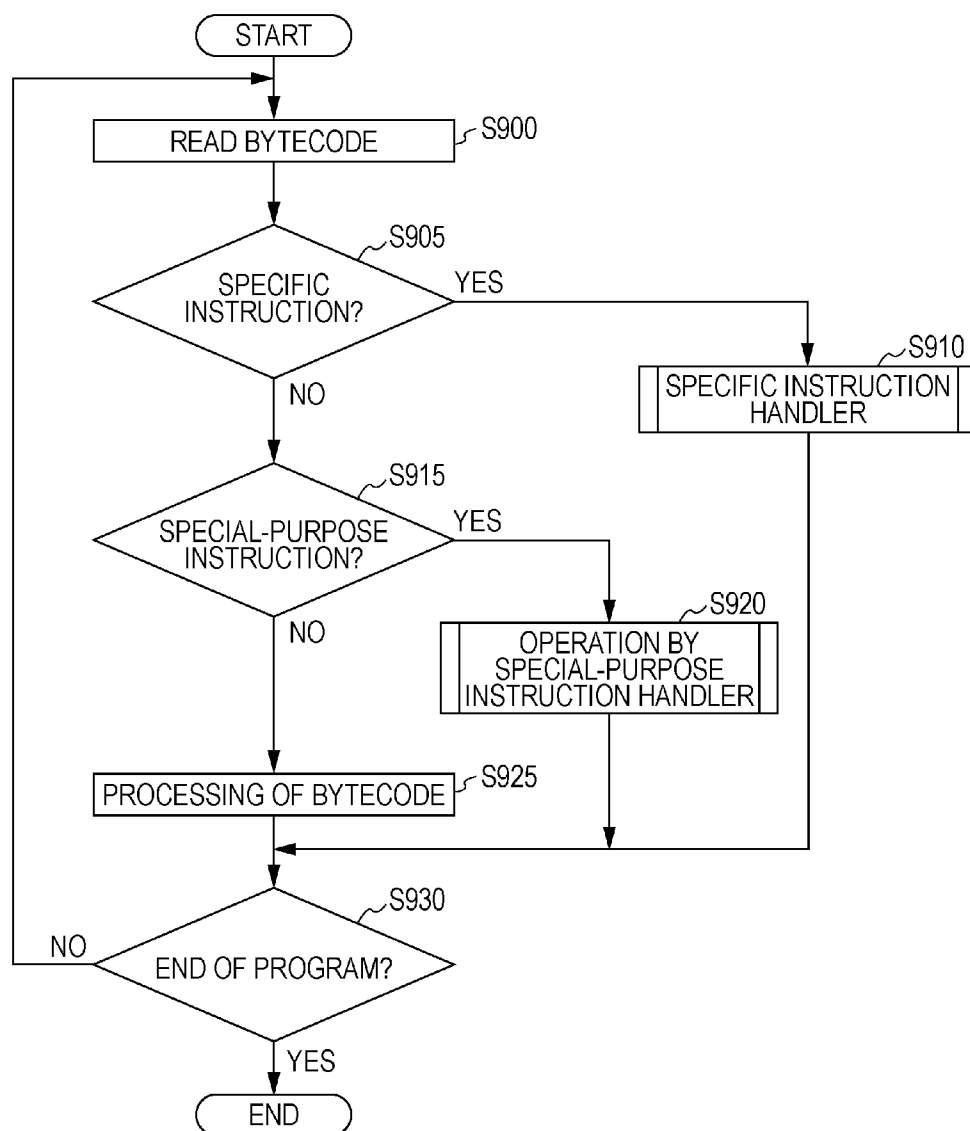 START
READ BYTECODE
S900
S905
SPECIFIC
INSTRUCTION?
YES
NO
S910
SPECIFIC INSTRUCTION
HANDLER
S915
SPECIAL-PURPOSE
INSTRUCTION?
YES
NO
S920
OPERATION BY
SPECIAL-PURPOSE
INSTRUCTION HANDLER
PROCESSING OF BYTECODE
S925
S930
END OF PROGRAM?
NO
YES
END